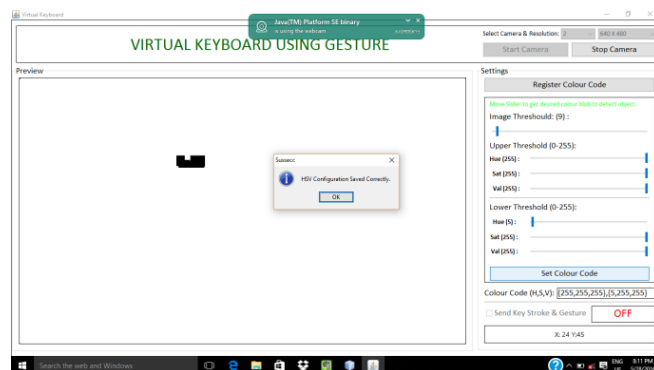 Virtual Keyboard
Java(TM) Platform SE binary
is using the webcam
VIRTUAL KEYBOARD USING GESTURE
Select Camera & Resolution: 2
640 X 480
Start Camera
Stop Camera
Preview
Settings
Register Colour Code
Move Slider to get desired colour blob to detect object.
Image Threshould: (9) :
Upper Threshold (0-255):
Hue (255) :
Sat (255) :
Val (255) :
Lower Threshold (0-255):
Hue (5) :
Sat (255) :
Val (255) :
Set Colour Code
Colour Code (H,S,V): [255,255,255],[5,255,255]
Send Key Stroke & Gesture
OFF
X: 24 Y:45
HSV Configuration Saved Correctly.
OK
Search the web and Windows
ENG
8:11 PM